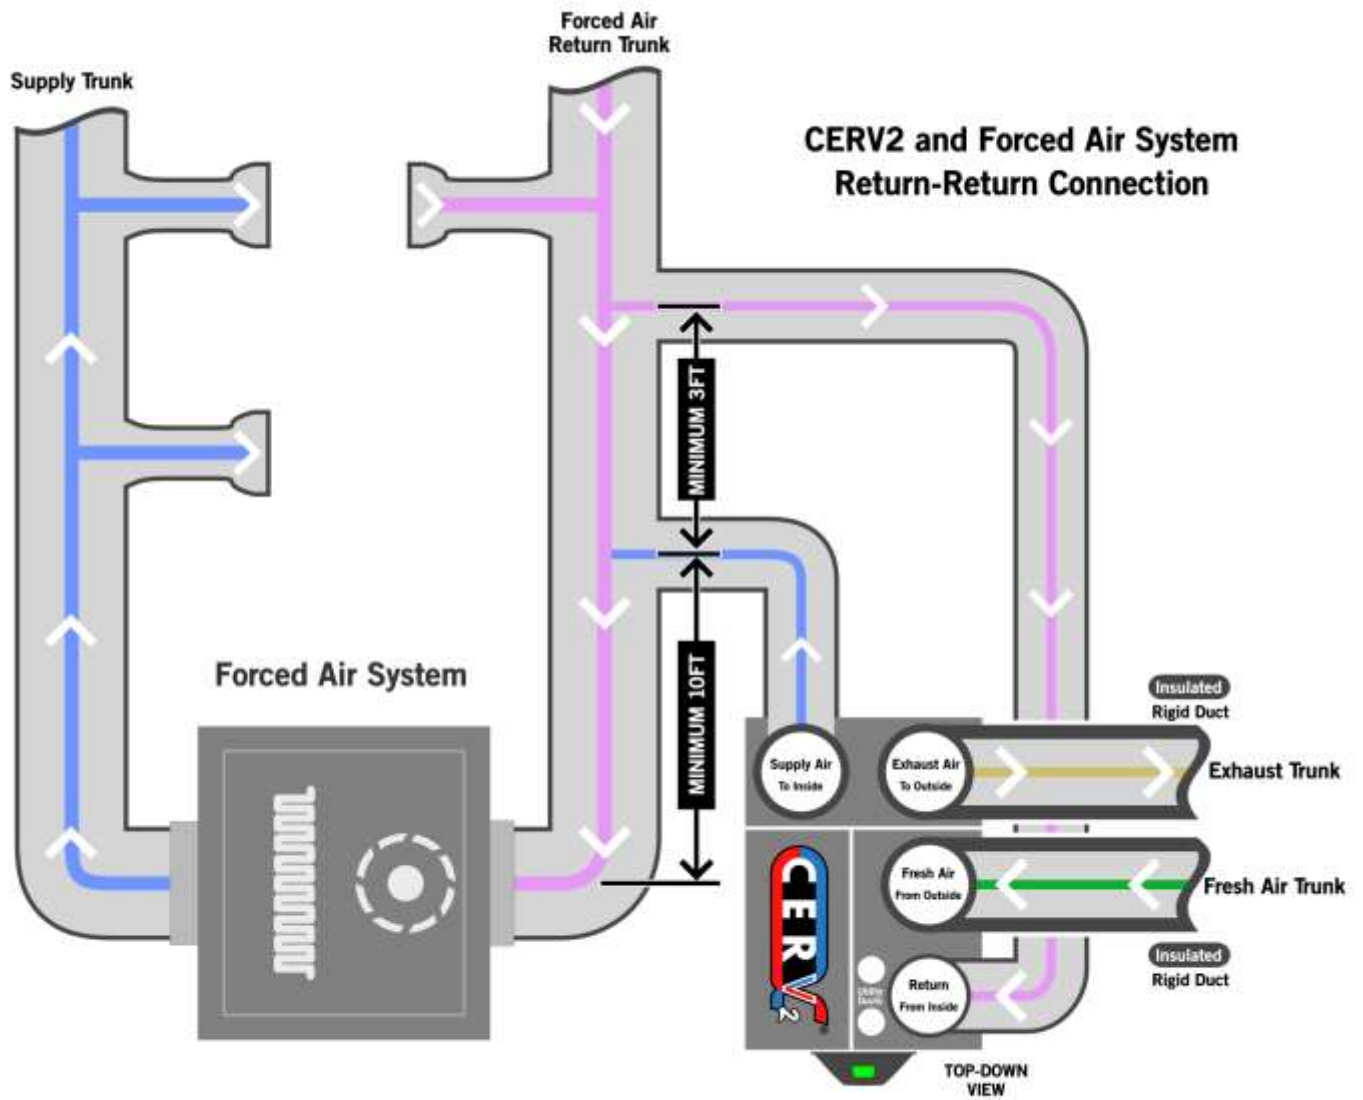 Forced Air
Return Trunk
Supply Trunk
CERV2 and Forced Air System
Return-Return Connection
MINIMUM 3FT
Forced Air System
MINIMUM 10FT
Insulated
Rigid Duct
Supply Air
To Inside
Exhaust Air
To Outside
Exhaust Trunk
Fresh Air
From Outside
Fresh Air Trunk
CERV2
Insulated
Rigid Duct
Return
From Inside
TOP-DOWN
VIEW